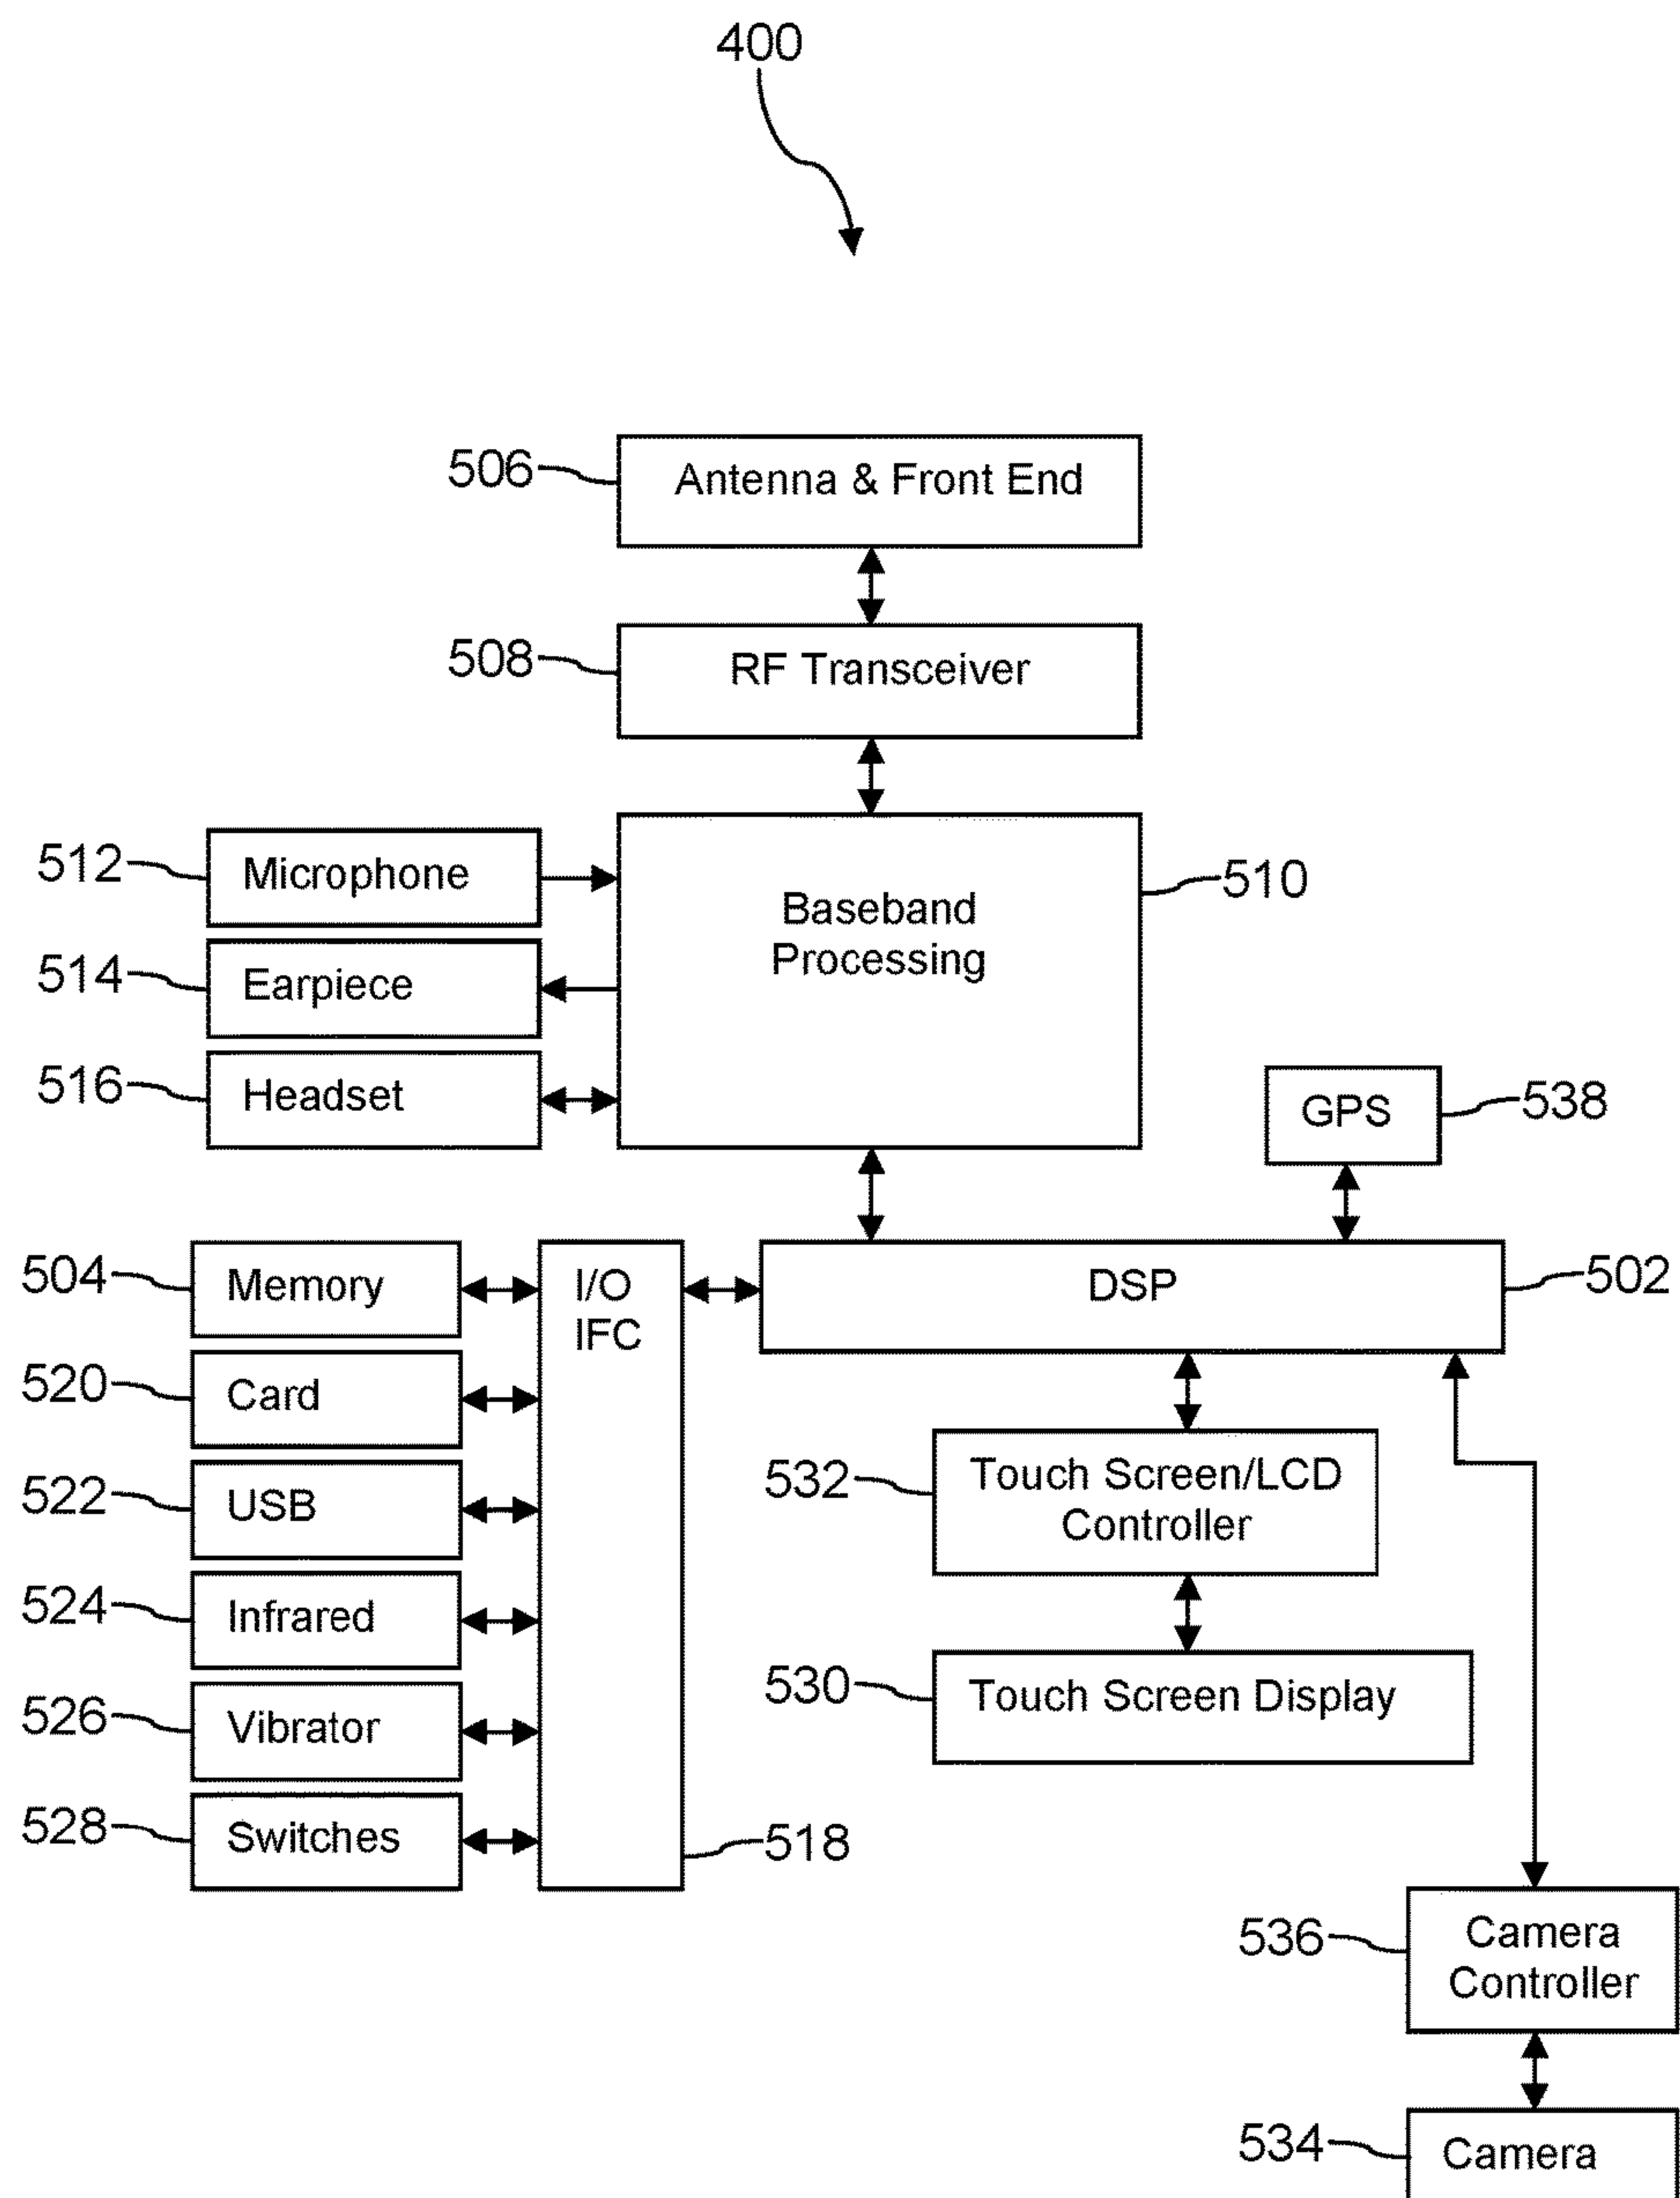 400
506
Antenna & Front End
508
RF Transceiver
512
Microphone
Baseband
Processing
510
514
Earpiece
516
Headset
GPS
538
504
Memory
I/O
IFC
DSP
502
520
Card
522
USB
532
Touch Screen/LCD
Controller
524
Infrared
526
Vibrator
530
Touch Screen Display
528
Switches
518
536
Camera
Controller
534
Camera